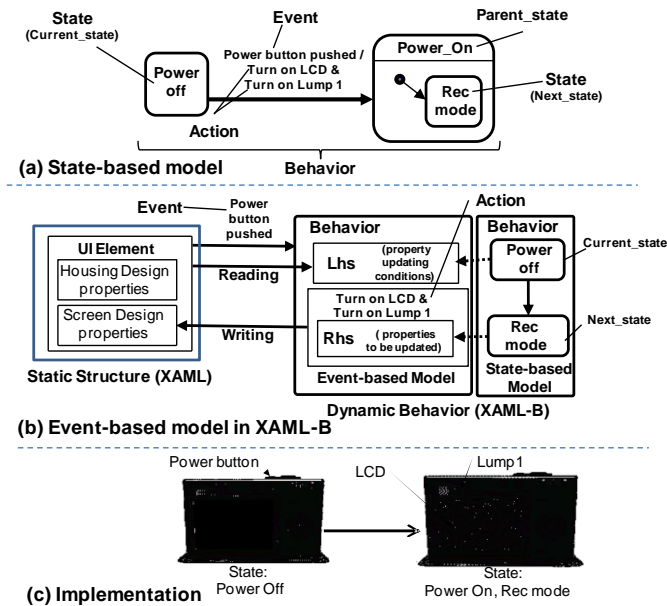 State
(Current_state)
Event
Parent_state
Power button pushed /
Turn on LCD &
Turn on Lump 1
Power_On
Power
off
State
(Next_state)
Rec
mode
Action
Behavior
(a) State-based model
Action
Event
Power
button
pushed
Behavior
Behavior
UI Element
Housing Design
properties
Screen Design
properties
Reading
Writing
Lhs
(property
updating
conditions)
Power
off
Current_state
Turn on LCD &
Turn on Lump 1
Rhs
( properties
to be updated)
Rec
mode
Next_state
Event-based Model
State-based
Model
Static Structure (XAML)
Dynamic Behavior (XAML-B)
(b) Event-based model in XAML-B
Power button
LCD
Lump1
State:
Power Off
State:
Power On, Rec mode
(c) Implementation